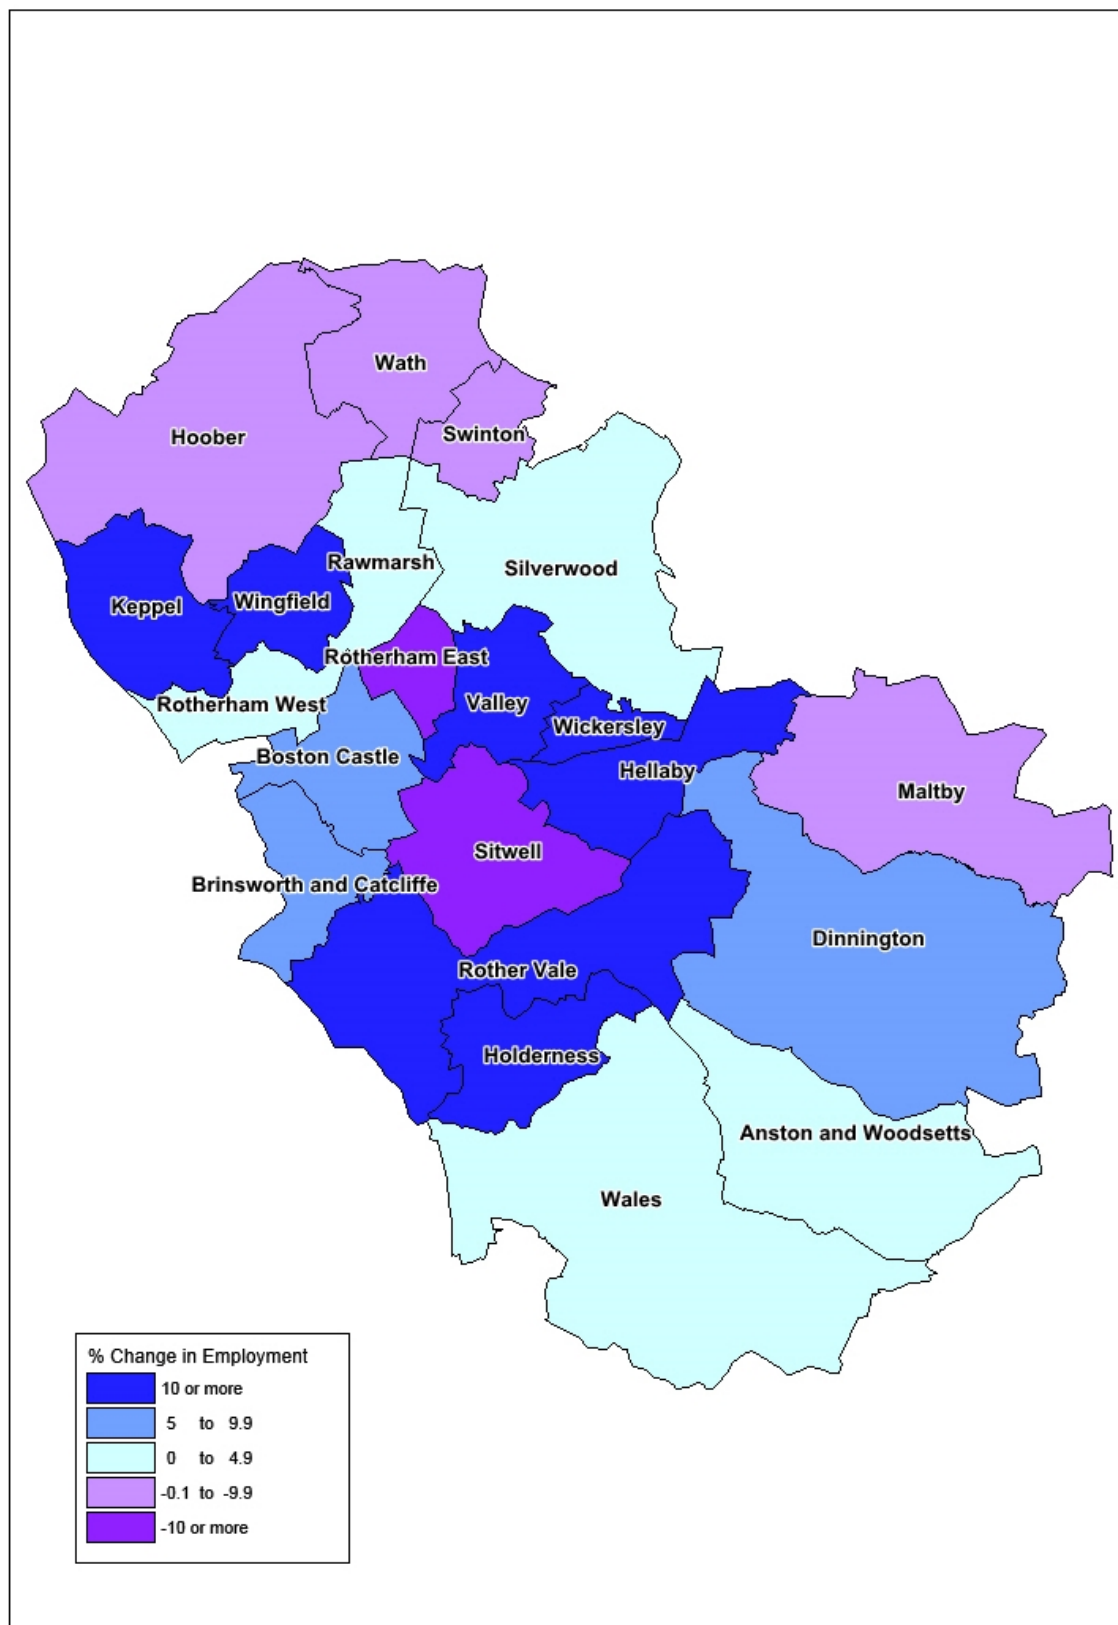 Wath
Swinton
Hoober
Rawmarsh
Silverwood
Keppel
Wingfield
Rotherham East
Rotherham West
Valley
Wickersley
Boston Castle
Hellaby
Maltby
Sitwell
Brinsworth and Catcliffe
Dinnington
Rother Vale
Holderness
Anston and Woodsetts
Wales
% Change in Employment
10 or more
5 to 9.9
0 to 4.9
-0.1 to -9.9
-10 or more